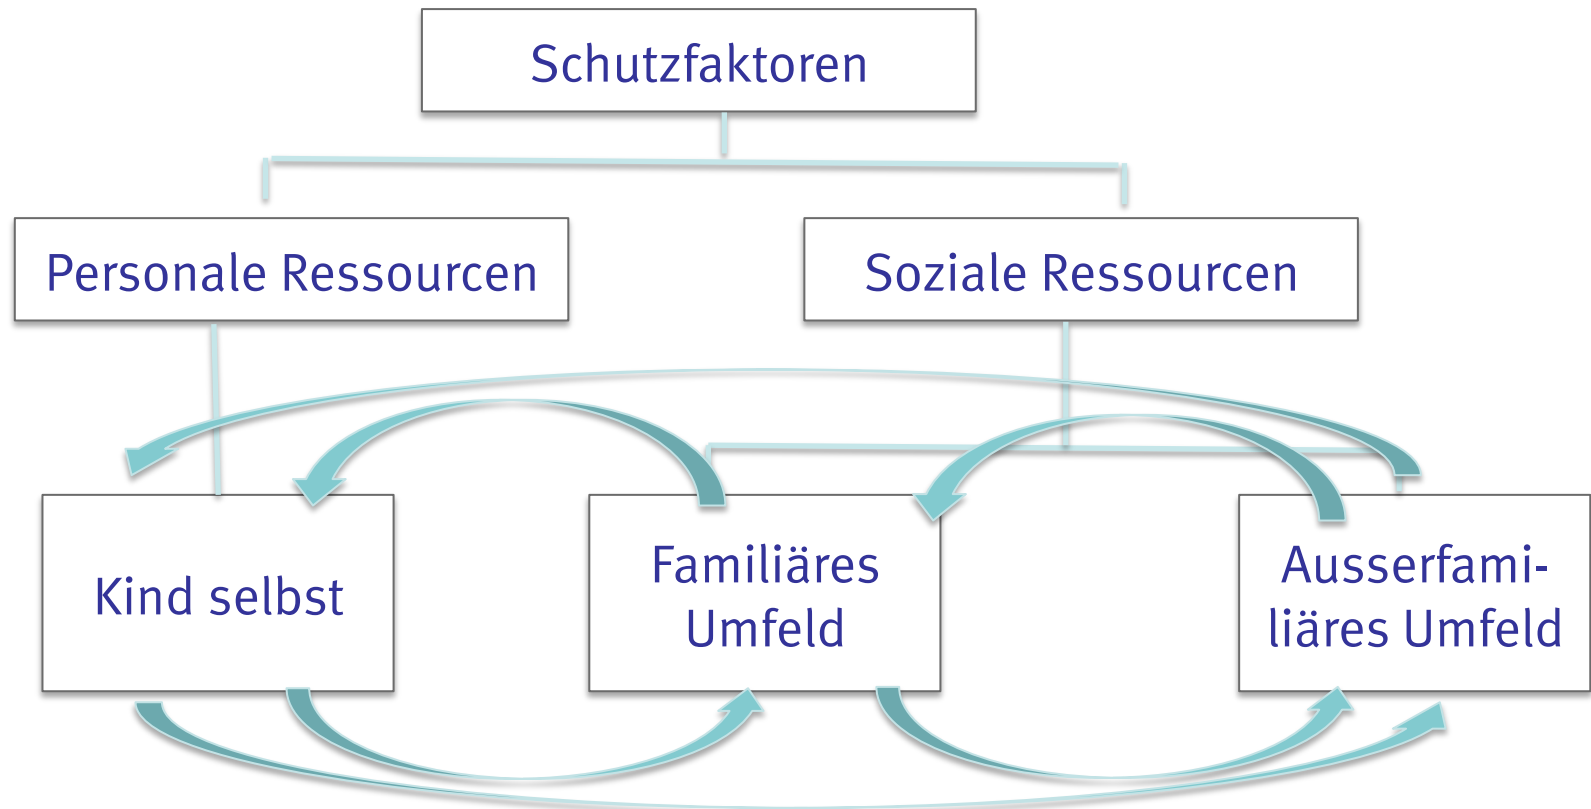 Schutzfaktoren
Personale Ressourcen
Soziale Ressourcen
Kind selbst
Familiäres
Umfeld
Ausserfami-
liäres Umfeld